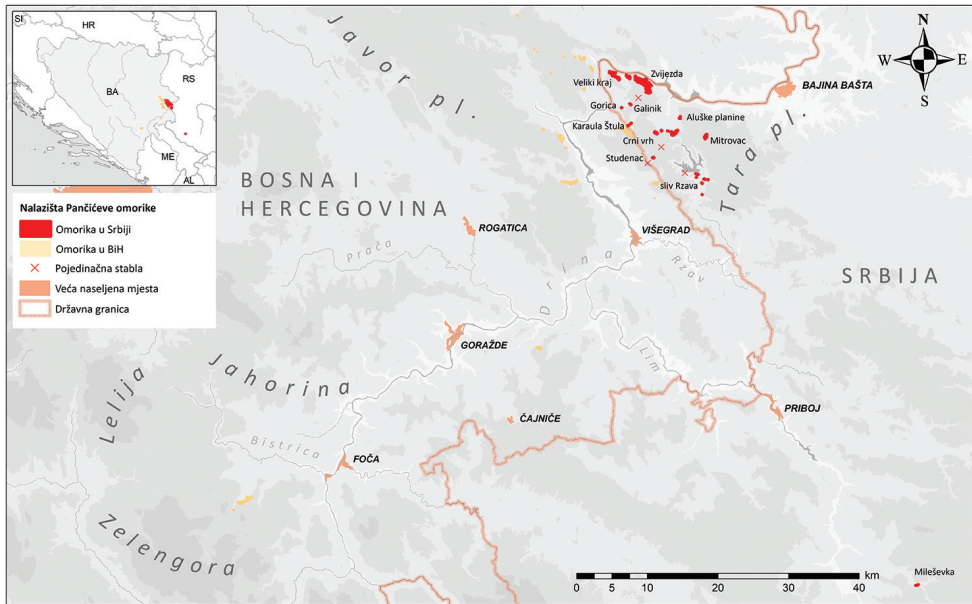 SI
HR
RS
BA
ME
AL
Nalazišta Pančićeve omorike
Omorika u Srbiji
Omorika u BiH
Pojedinačna stabla
Veća naseljena mjesta
Državna granica
Javor pl.
N
W
E
S
Veliki kraj
Zvijezda
BAJINA BAŠTA
Gorica
Galinik
Aluške planine
Karaula Štula
Crni vrh
Mitrovac
Studenac
sliv Rzava
Tara pl.
BOSNA I
HERCEGOVINA
ROGATICA
VIŠEGRAD
Prača
Drina
Rzav
SRBIJA
GORAŽDE
Lim
Jahorina
Lelija
ČAJNIČE
PRIBOJ
Bistrica
FOČA
Zelengora
0 5 10 20 30 40 km
Mileševka